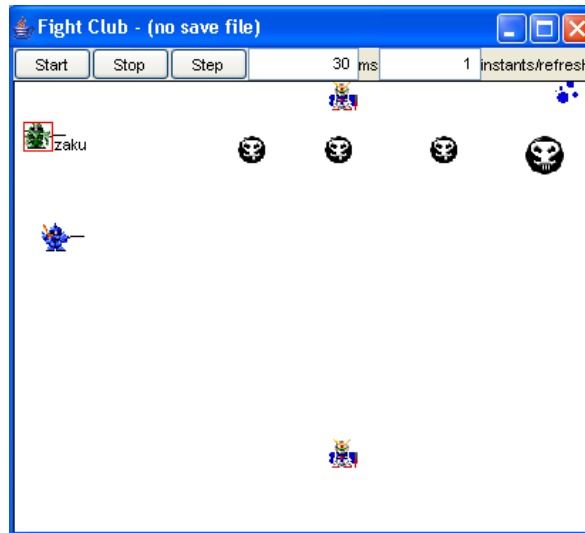 Fight Club - (no save file)
Start Stop Step 30 ms 1 instants/refresh
zaku